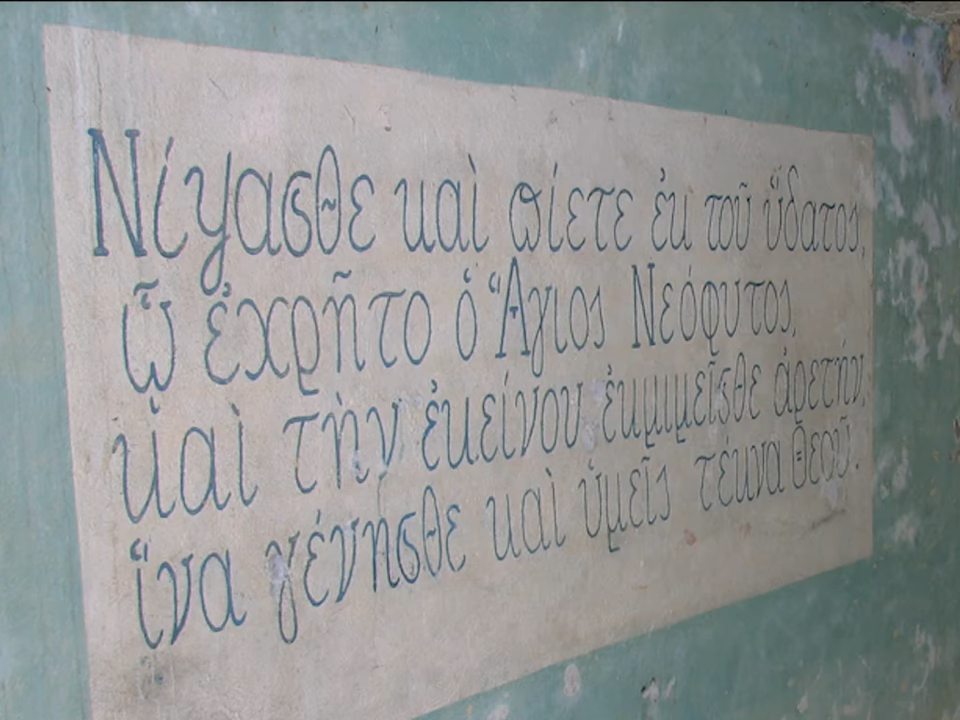 Νίψασθε καὶ πίετε ἐκ τοῦ ὕδατος,
ᾧ ἐχρῆτο ὁ Ἅγιος Νεόφυτος,
καὶ τὴν ἐκείνου ἐκμιμεῖσθε ἀρετήν,
ἵνα γένησθε καὶ ὑμεῖς τέκνα Θεοῦ.